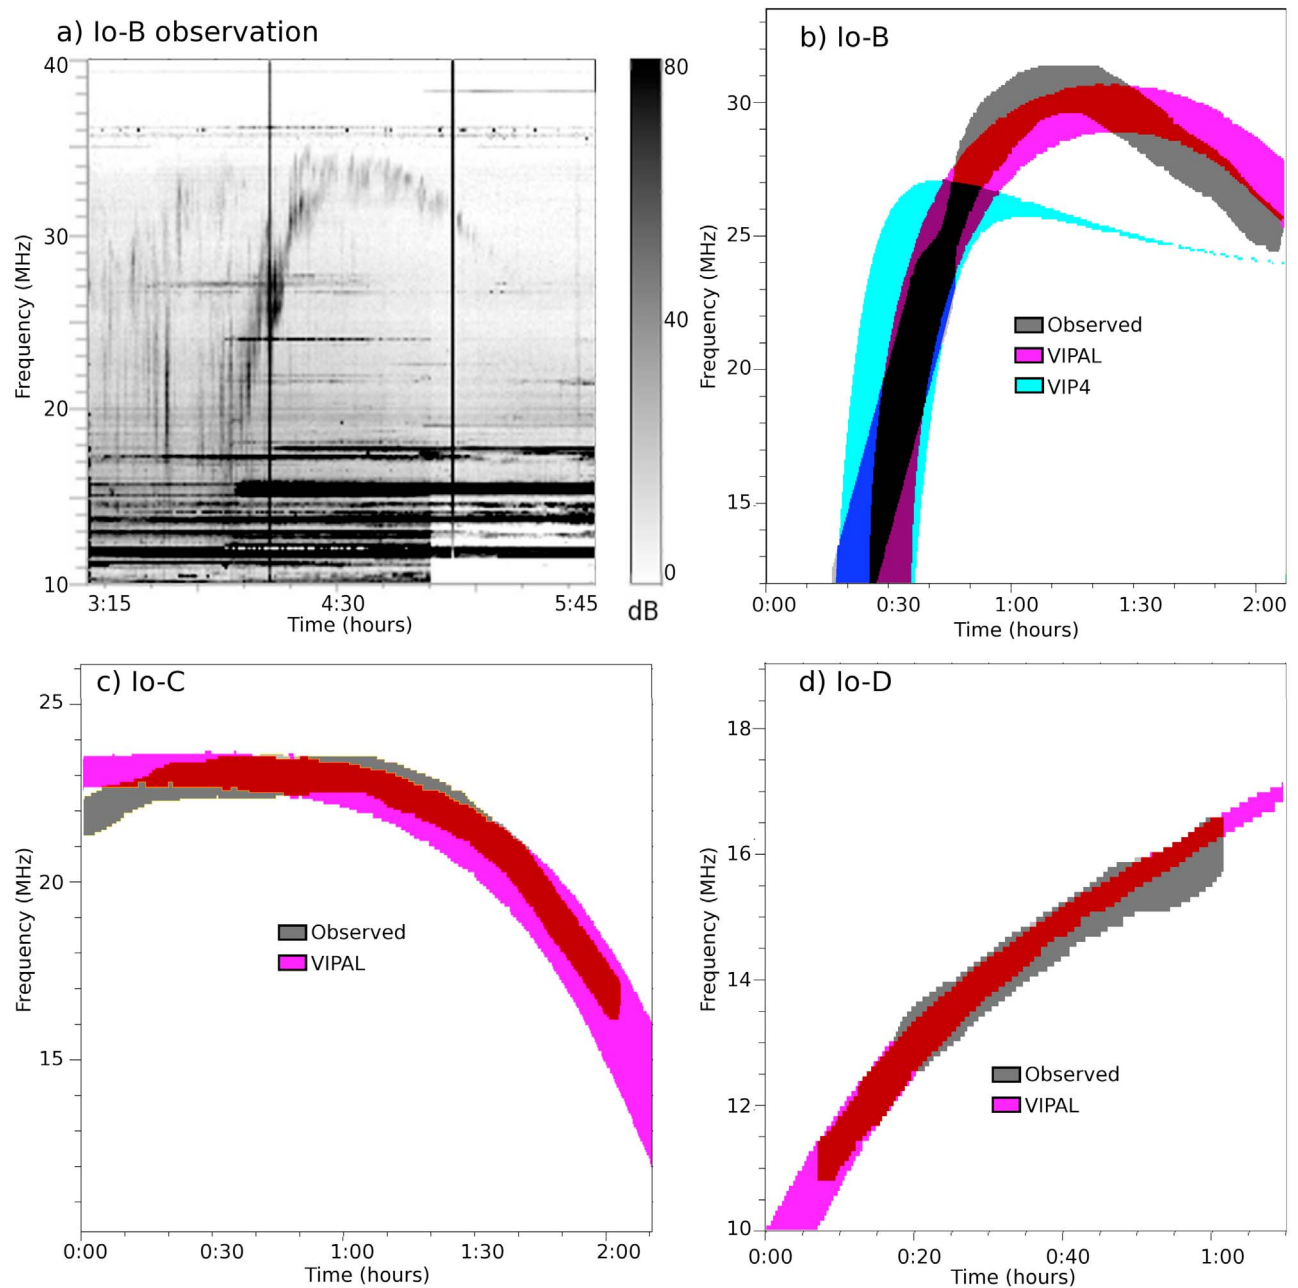 a) Io-B observation
40
30
20
10
Frequency (MHz)
3:15
4:30
5:45
Time (hours)
80
40
0
dB
b) Io-B
30
25
20
15
Frequency (MHz)
Observed
VIPAL
VIP4
0:00
0:30
1:00
1:30
2:00
Time (hours)
c) Io-C
25
20
15
Frequency (MHz)
Observed
VIPAL
0:00
0:30
1:00
1:30
2:00
Time (hours)
d) Io-D
18
16
14
12
10
Frequency (MHz)
Observed
VIPAL
0:00
0:20
0:40
1:00
Time (hours)